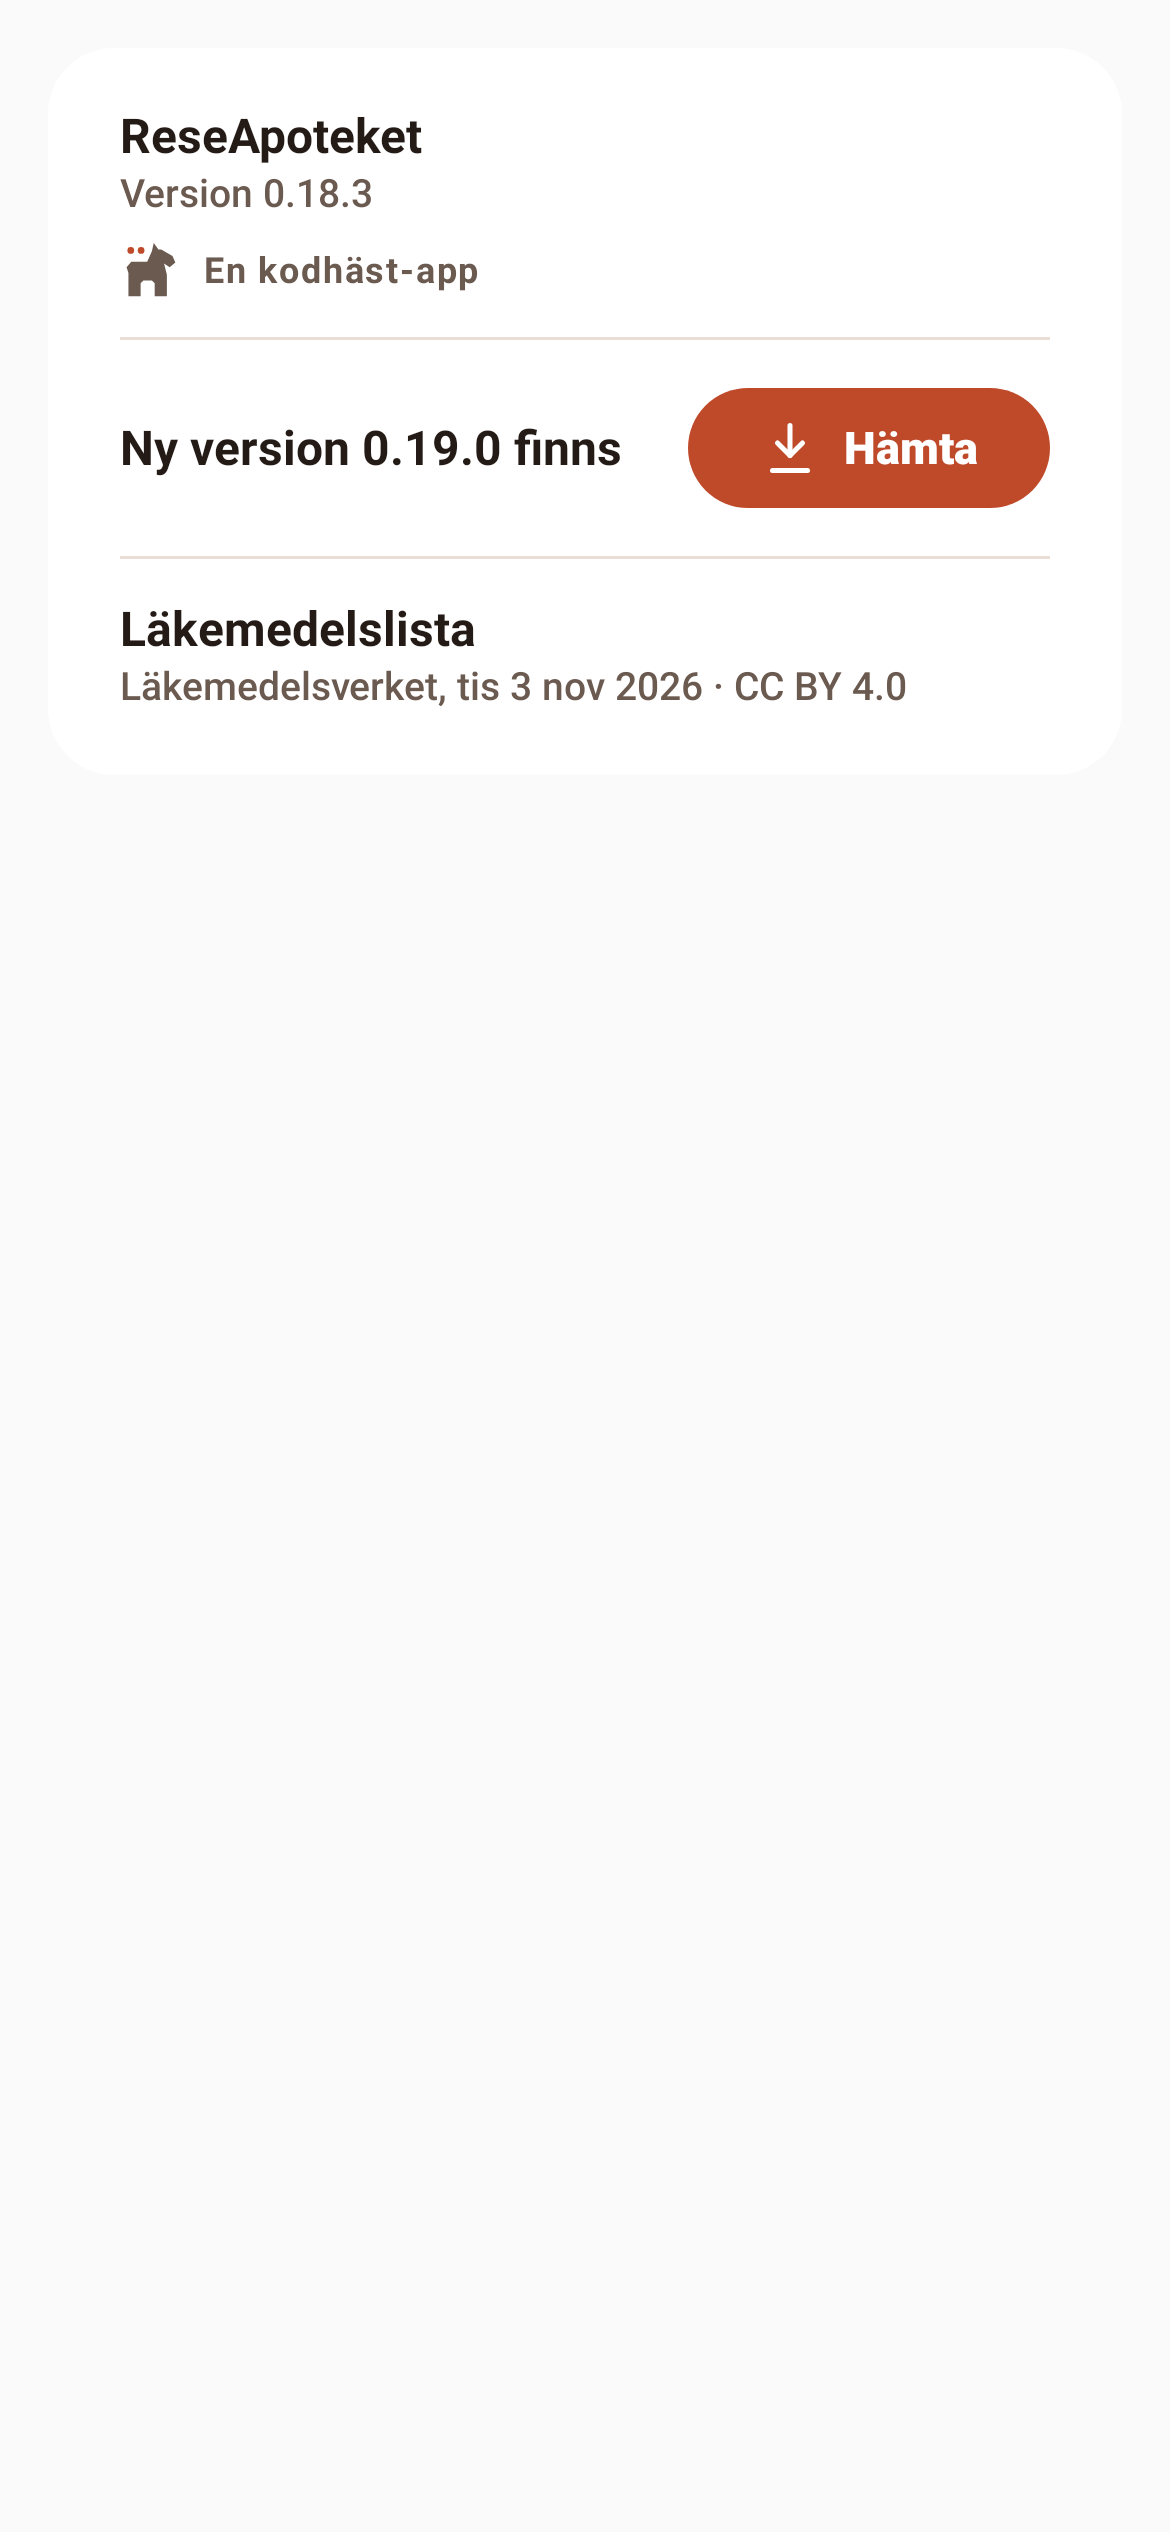 ReseApoteket
Version 0.18.3
En kodhäst-app
Ny version 0.19.0 finns
Hämta
Läkemedelslista
Läkemedelsverket, tis 3 nov 2026 · CC BY 4.0